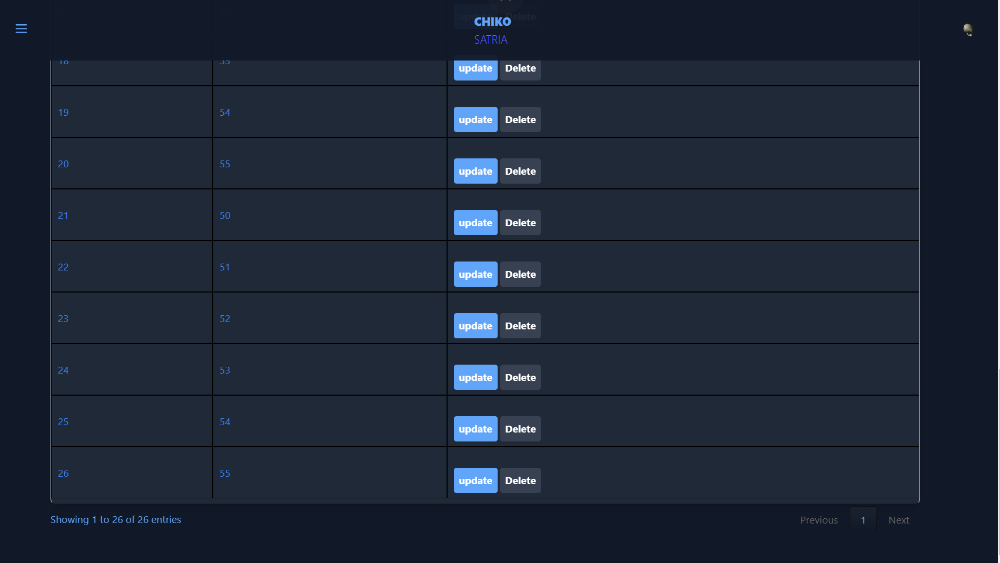 CHIKO
SATRIA
18 53 update Delete
19 54 update Delete
20 55 update Delete
21 50 update Delete
22 51 update Delete
23 52 update Delete
24 53 update Delete
25 54 update Delete
26 55 update Delete
Showing 1 to 26 of 26 entries Previous 1 Next